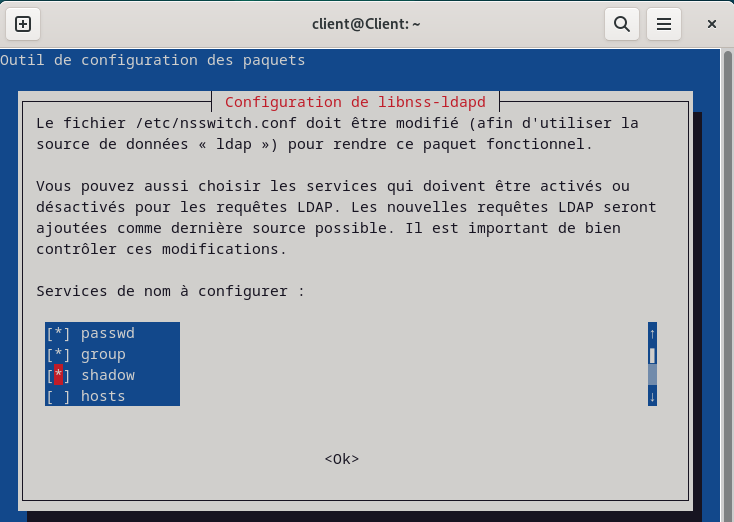 client@Client: ~
Outil de configuration des paquets
Configuration de libnss-ldapd
Le fichier /etc/nsswitch.conf doit être modifié (afin d'utiliser la
source de données « ldap ») pour rendre ce paquet fonctionnel.
Vous pouvez aussi choisir les services qui doivent être activés ou
désactivés pour les requêtes LDAP. Les nouvelles requêtes LDAP seront
ajoutées comme dernière source possible. Il est important de bien
contrôler ces modifications.
Services de nom à configurer :
[*] passwd
[*] group
[*] shadow
[ ] hosts
<Ok>